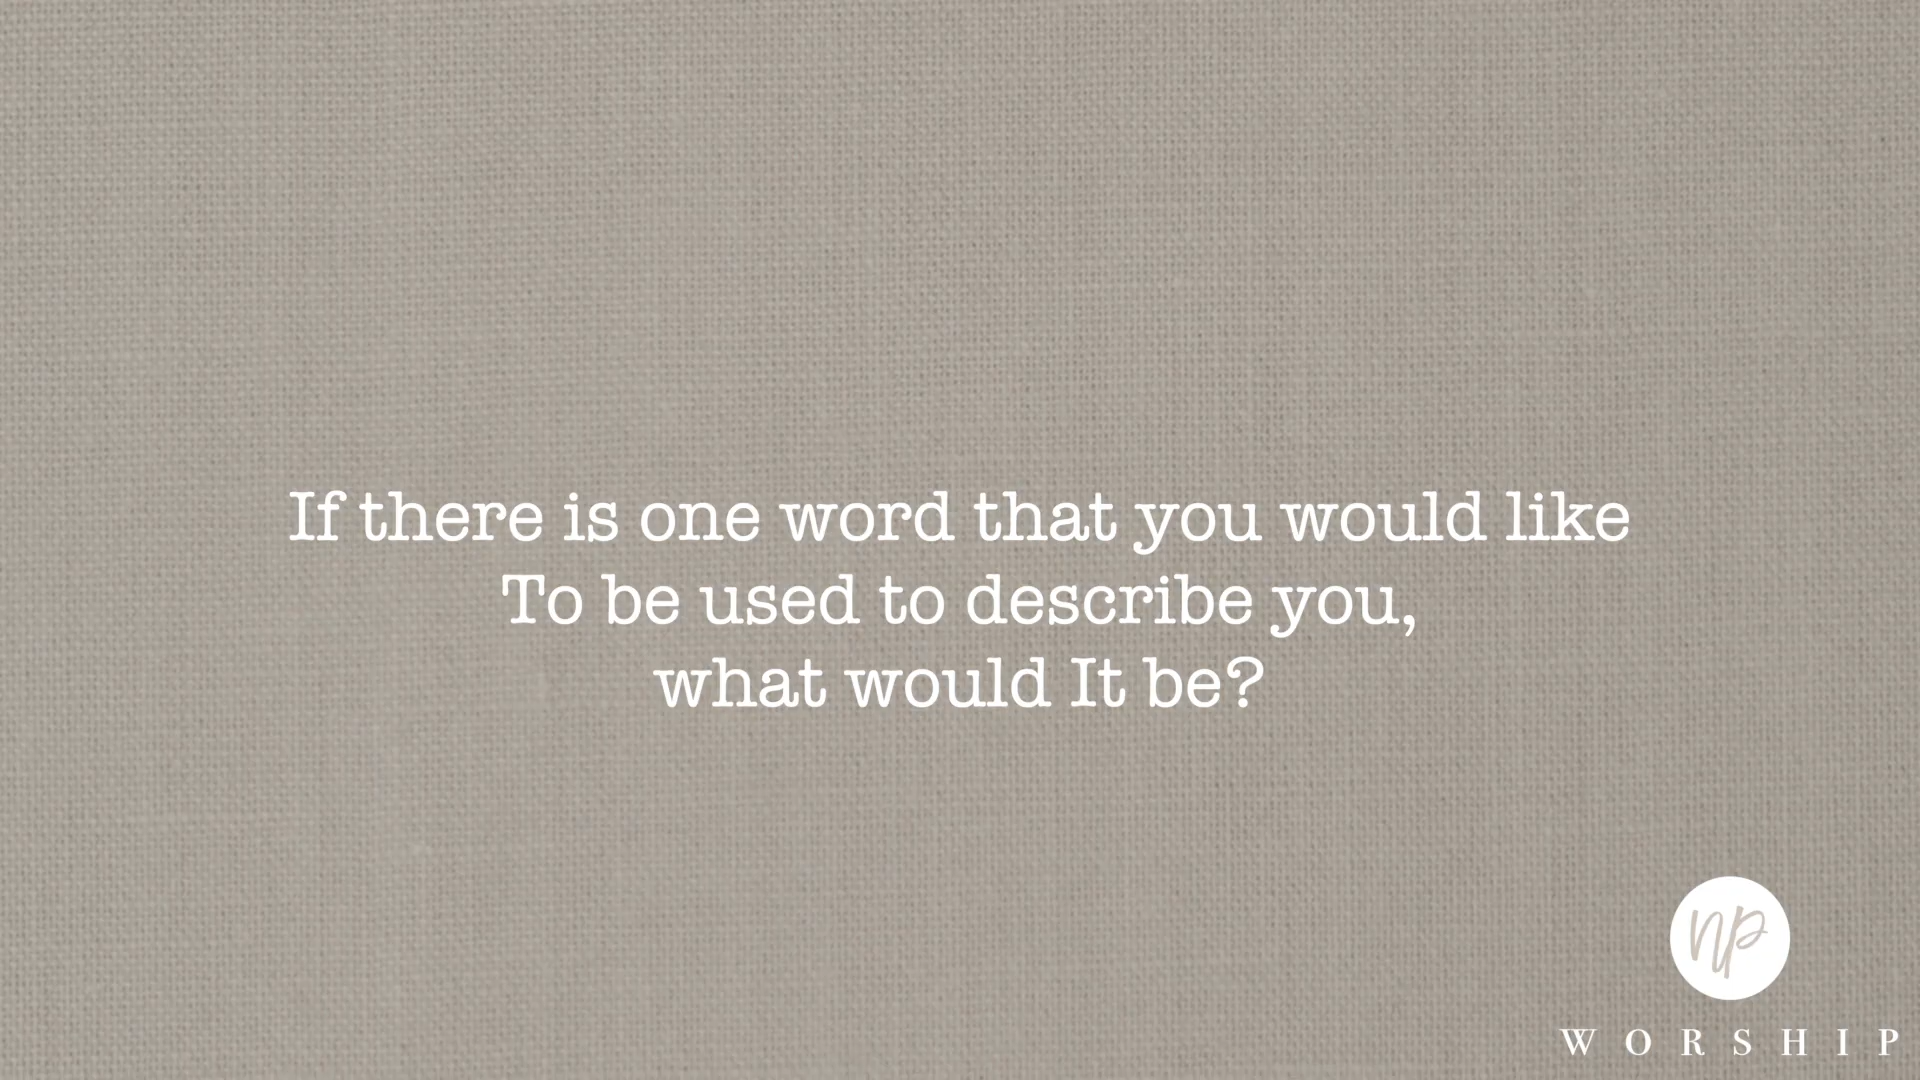 If there is one word that you would like
To be used to describe you,
what would It be?
np
WORSHIP